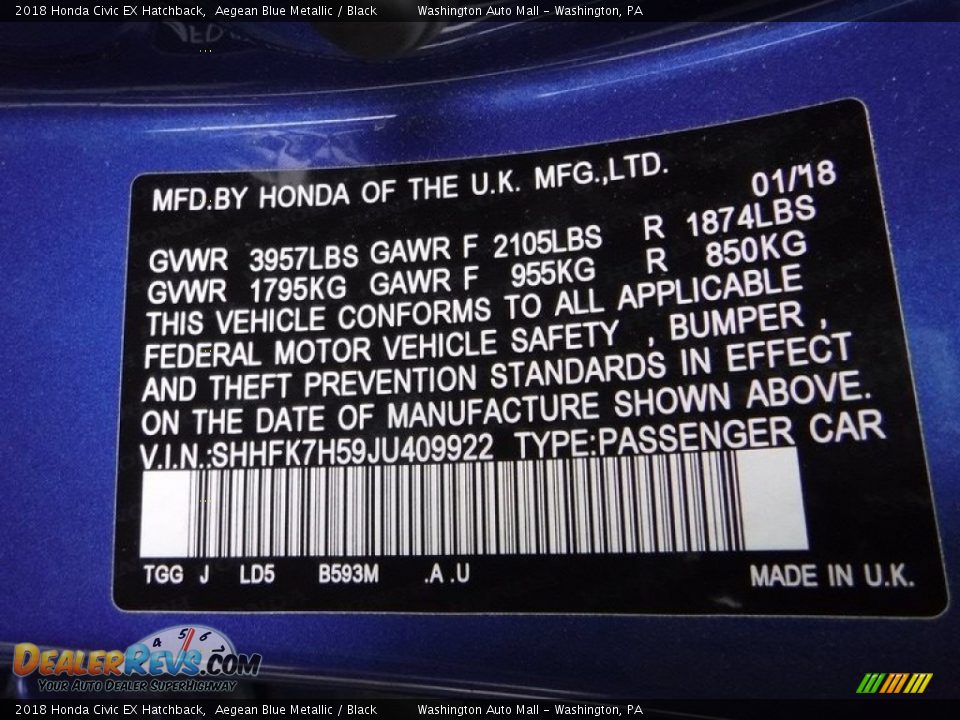 2018 Honda Civic EX Hatchback, Aegean Blue Metallic / Black Washington Auto Mall - Washington, PA
MFD.BY HONDA OF THE U.K. MFG.,LTD.
01/'18
GVWR 3957LBS GAWR F 2105LBS R 1874LBS
GVWR 1795KG GAWR F 955KG R 850KG
THIS VEHICLE CONFORMS TO ALL APPLICABLE
FEDERAL MOTOR VEHICLE SAFETY , BUMPER ,
AND THEFT PREVENTION STANDARDS IN EFFECT
ON THE DATE OF MANUFACTURE SHOWN ABOVE.
V.I.N.:SHHFK7H59JU409922 TYPE:PASSENGER CAR
TGG J LD5 B593M .A .U
MADE IN U.K.
4 5 6
DEALERREVS.COM
YOUR AUTO DEALER SUPERHIGHWAY
2018 Honda Civic EX Hatchback, Aegean Blue Metallic / Black Washington Auto Mall - Washington, PA